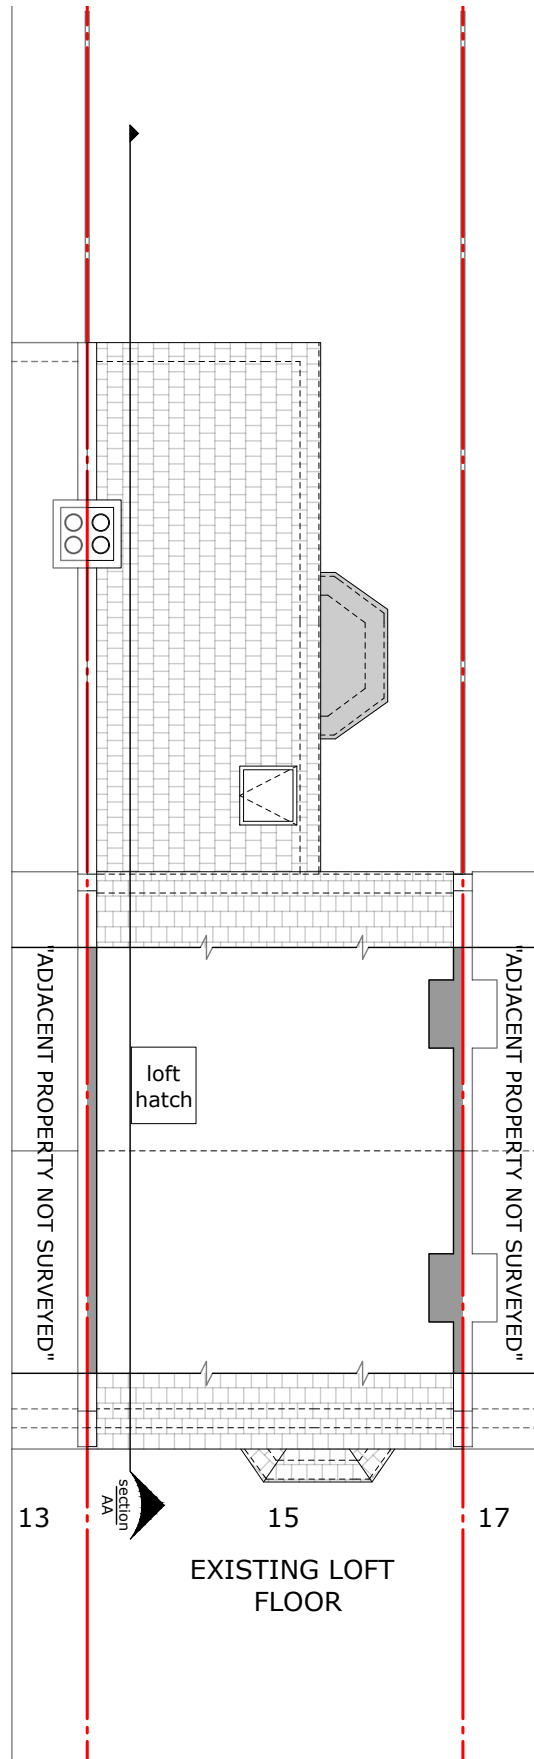 "ADJACENT PROPERTY NOT SURVEYED"
"ADJACENT PROPERTY NOT SURVEYED"
loft
hatch
section
AA
13
15
17
EXISTING LOFT
FLOOR